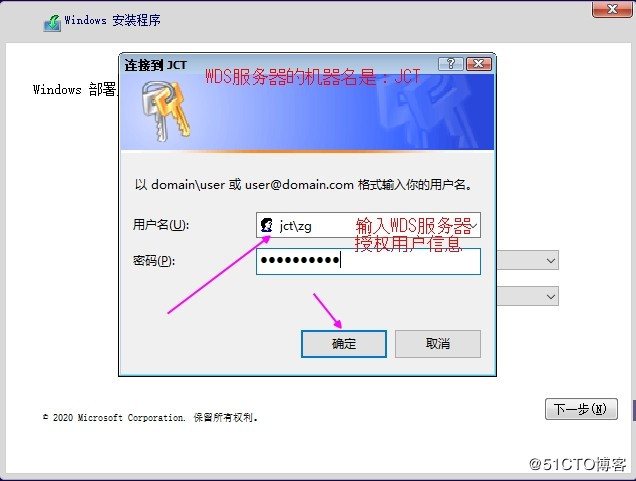 Windows 安装程序
连接到 JCT
WDS服务器的机器名是：JCT
Windows 部署
以 domain\user 或 user@domain.com 格式输入你的用户名。
用户名(U):
jct\zg
输入WDS服务器
授权用户信息
密码(P):
●●●●●●●●●●
确定
取消
下一步(N)
© 2020 Microsoft Corporation. 保留所有权利。
@51CTO博客